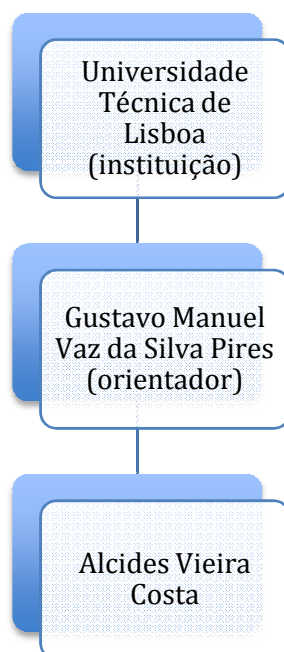 Universidade
Técnica de
Lisboa
(instituição)
Gustavo Manuel
Vaz da Silva Pires
(orientador)
Alcides Vieira
Costa